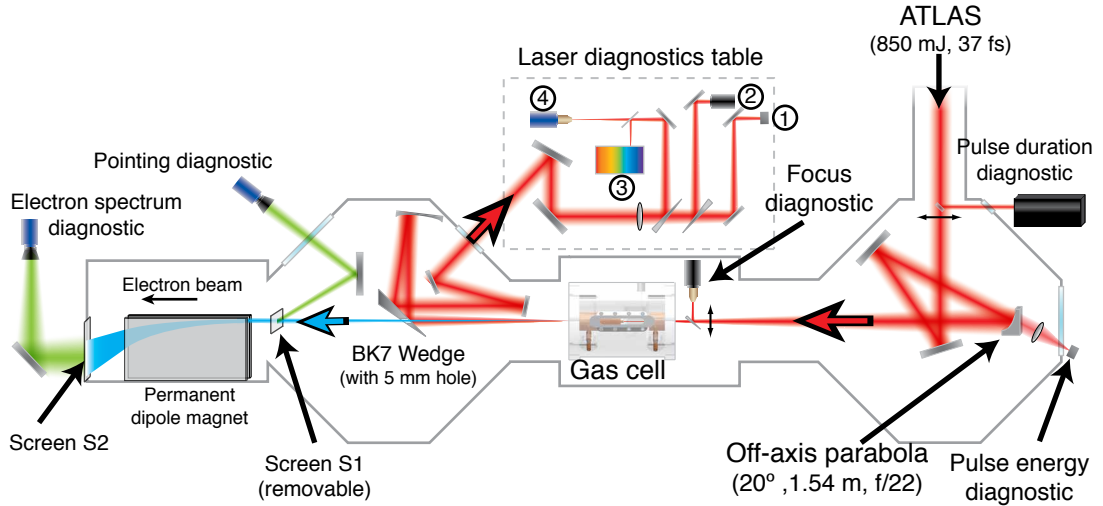 ATLAS
(850 mJ, 37 fs)
Laser diagnostics table
④
②
①
③
Pulse duration
diagnostic
Focus
diagnostic
Pointing diagnostic
Electron spectrum
diagnostic
Electron beam
BK7 Wedge
(with 5 mm hole)
Gas cell
Permanent
dipole magnet
Screen S2
Screen S1
(removable)
Off-axis parabola
(20º ,1.54 m, f/22)
Pulse energy
diagnostic